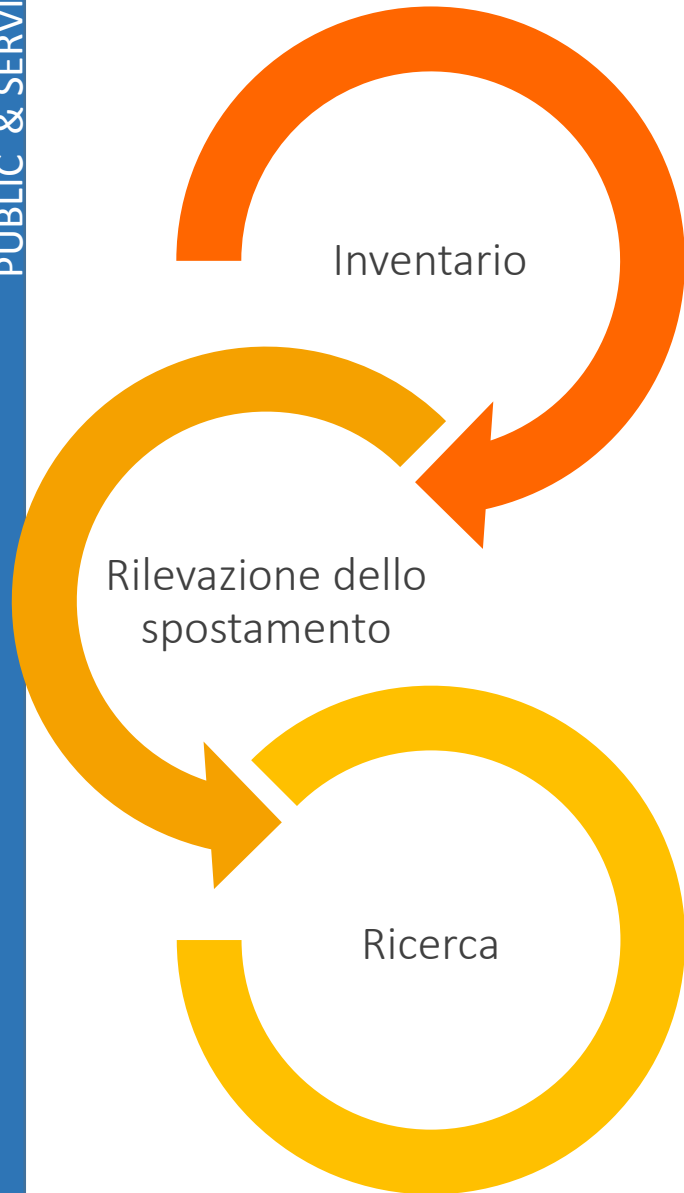 PUBLIC & SERVI
Inventario
Rilevazione dello
spostamento
Ricerca